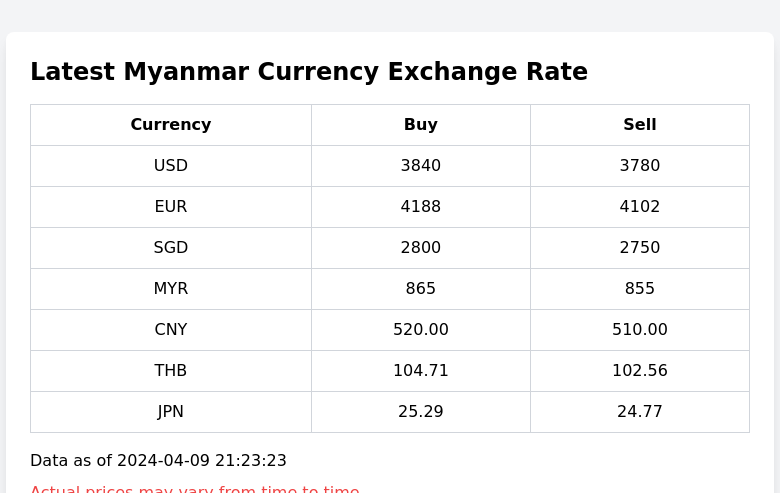 Latest Myanmar Currency Exchange Rate
Currency Buy Sell
USD 3840 3780
EUR 4188 4102
SGD 2800 2750
MYR 865 855
CNY 520.00 510.00
THB 104.71 102.56
JPN 25.29 24.77
Data as of 2024-04-09 21:23:23
Actual prices may vary from time to time